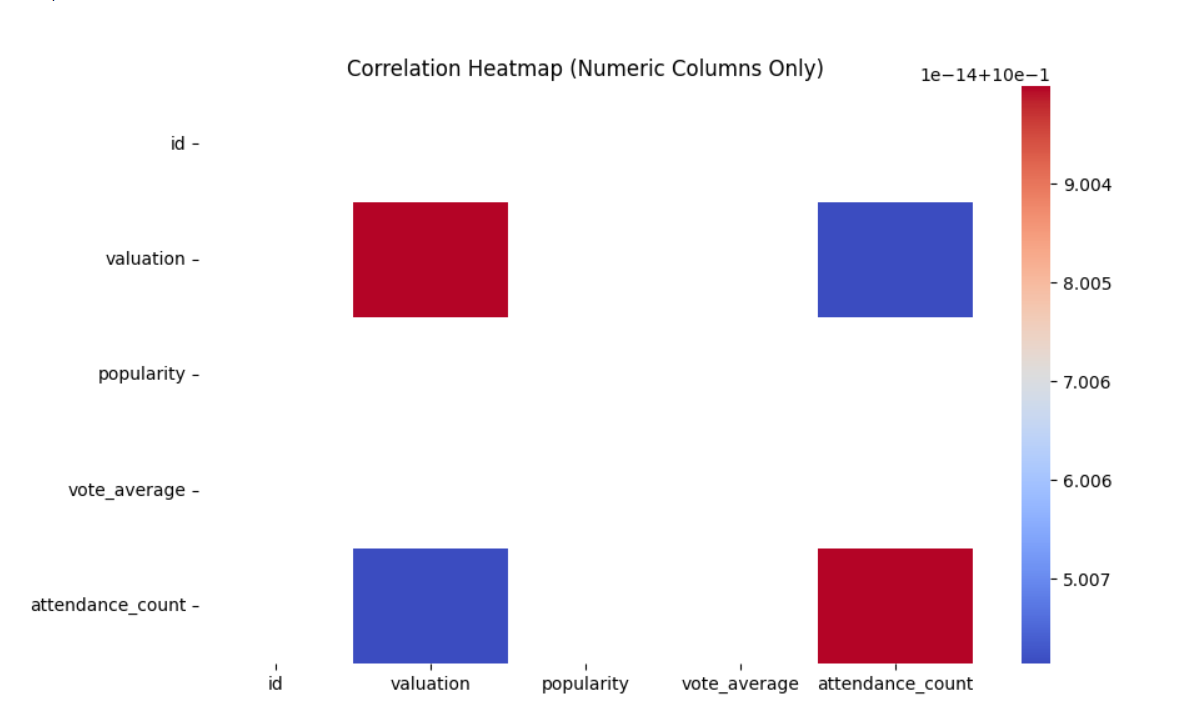 Correlation Heatmap (Numeric Columns Only)
1e−14+10e−1
id
valuation
popularity
vote_average
attendance_count
9.004
8.005
7.006
6.006
5.007
id valuation popularity vote_average attendance_count